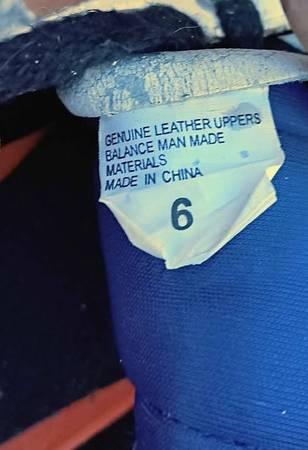 GENUINE LEATHER UPPERS
BALANCE MAN MADE
MATERIALS
MADE IN CHINA
6